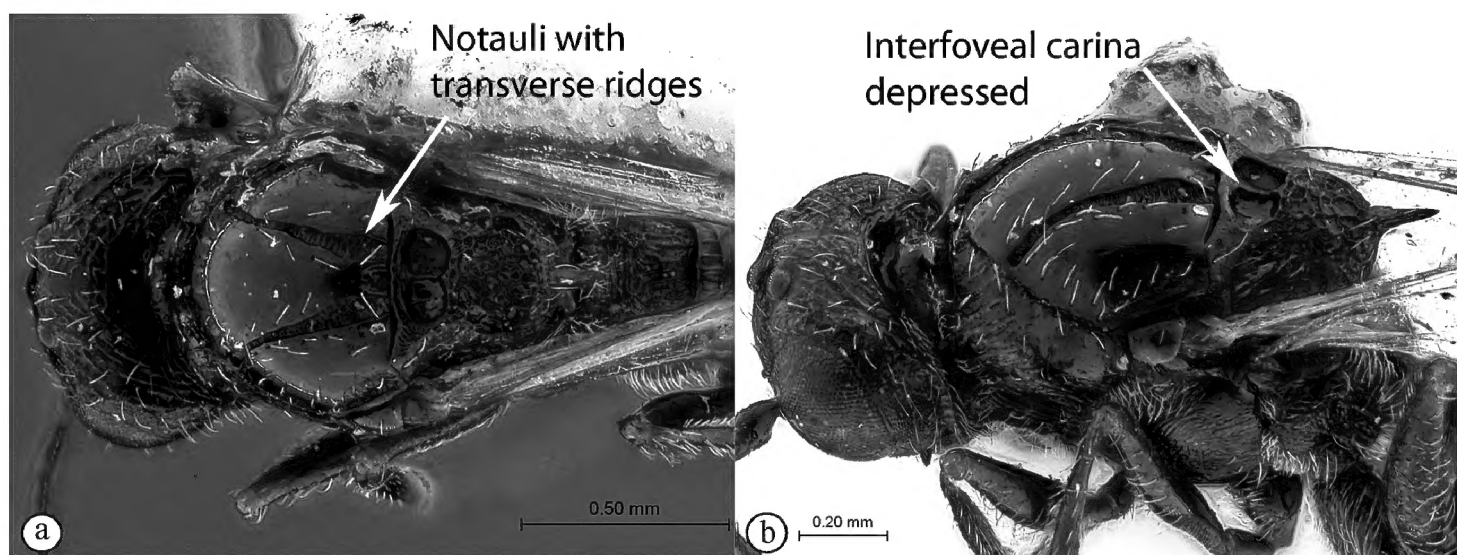 Notauli with
transverse ridges
Interfoveal carina
depressed
0.50 mm
0.20 mm
a
b